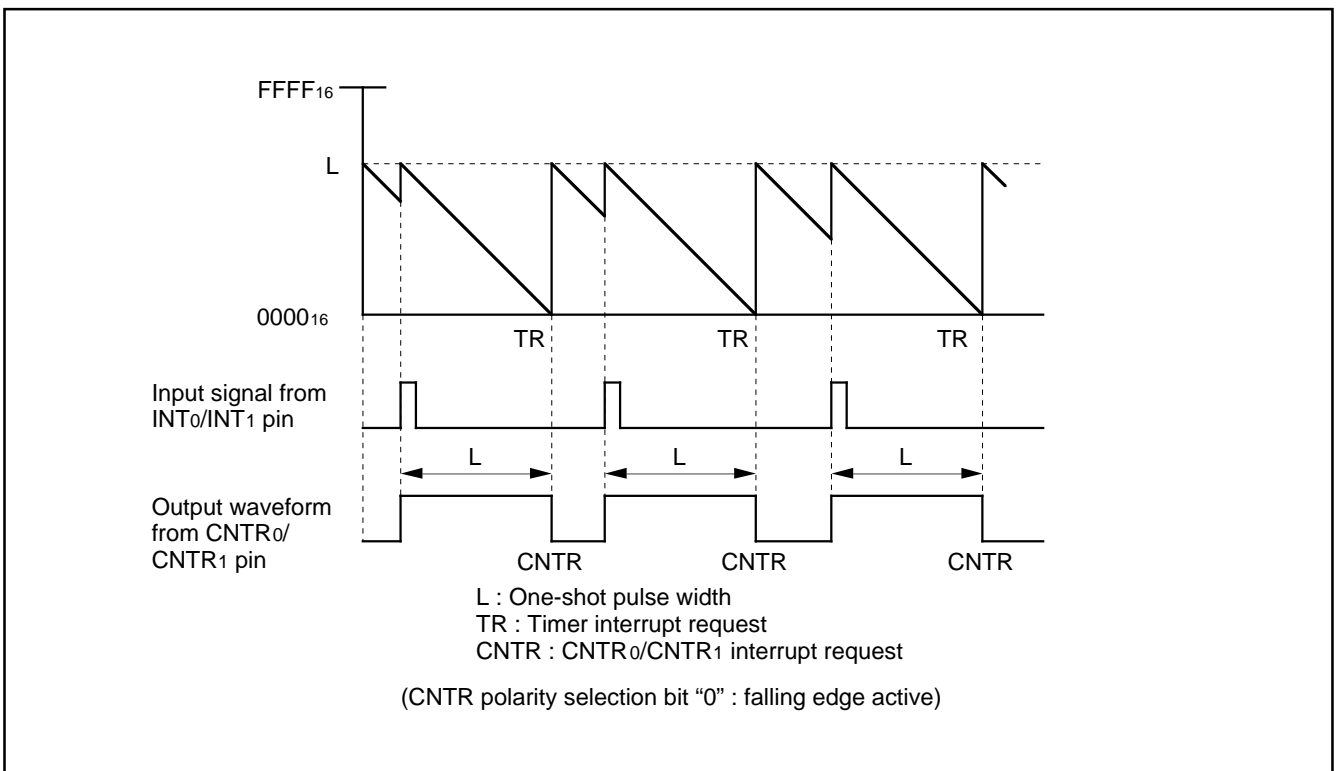 FFFF16
L
000016
TR TR TR
Input signal from
INT0/INT1 pin
L L L
Output waveform
from CNTR0/
CNTR1 pin
CNTR CNTR CNTR
L : One-shot pulse width
TR : Timer interrupt request
CNTR : CNTR0/CNTR1 interrupt request
(CNTR polarity selection bit “0” : falling edge active)